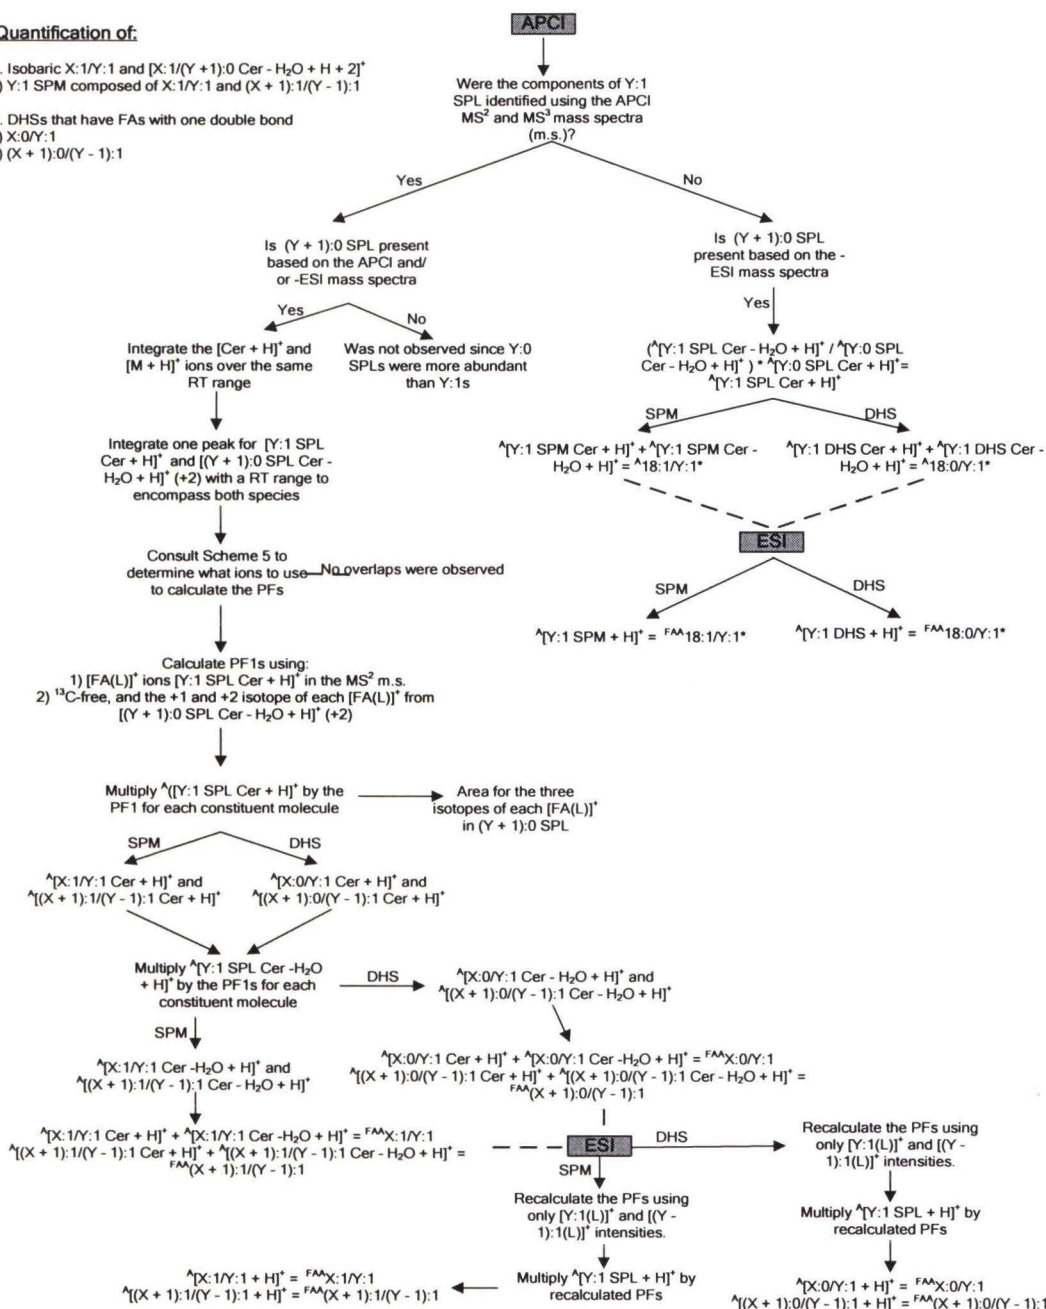 Quantification of:
. Isobaric X:1/Y:1 and [X:1/(Y +1):0 Cer - H₂O + H + 2]⁺
) Y:1 SPM composed of X:1/Y:1 and (X + 1):1/(Y - 1):1
. DHSs that have FAs with one double bond
) X:0/Y:1
) (X + 1):0/(Y - 1):1
APCI
Were the components of Y:1
SPL identified using the APCI
MS² and MS³ mass spectra
(m.s.)?
Yes
No
Is (Y + 1):0 SPL present
based on the APCI and/
or -ESI mass spectra
Is (Y + 1):0 SPL
present based on the -
ESI mass spectra
Yes
No
Yes
Integrate the [Cer + H]⁺ and
[M + H]⁺ ions over the same
RT range
Was not observed since Y:0
SPLs were more abundant
than Y:1s
(ᴬ[Y:1 SPL Cer - H₂O + H]⁺ / ᴬ[Y:0 SPL
Cer - H₂O + H]⁺ ) * ᴬ[Y:0 SPL Cer + H]⁺=
ᴬ[Y:1 SPL Cer + H]⁺
SPM
DHS
Integrate one peak for [Y:1 SPL
Cer + H]⁺ and [(Y + 1):0 SPL Cer -
H₂O + H]⁺ (+2) with a RT range to
encompass both species
ᴬ[Y:1 SPM Cer + H]⁺ + ᴬ[Y:1 SPM Cer -
H₂O + H]⁺ = ᴬ18:1/Y:1*
ᴬ[Y:1 DHS Cer + H]⁺ + ᴬ[Y:1 DHS Cer -
H₂O + H]⁺ = ᴬ18:0/Y:1*
ESI
Consult Scheme 5 to
determine what ions to use
to calculate the PFs
No overlaps were observed
SPM
DHS
ᴬ[Y:1 SPM + H]⁺ = ᶠᴬᴬ18:1/Y:1*
ᴬ[Y:1 DHS + H]⁺ = ᶠᴬᴬ18:0/Y:1*
Calculate PF1s using:
1) [FA(L)]⁺ ions [Y:1 SPL Cer + H]⁺ in the MS² m.s.
2) ¹³C-free, and the +1 and +2 isotope of each [FA(L)]⁺ from
[(Y + 1):0 SPL Cer - H₂O + H]⁺ (+2)
Multiply ᴬ([Y:1 SPL Cer + H]⁺ by the
PF1 for each constituent molecule
Area for the three
isotopes of each [FA(L)]⁺
in (Y + 1):0 SPL
SPM
DHS
ᴬ[X:1/Y:1 Cer + H]⁺ and
ᴬ[(X + 1):1/(Y - 1):1 Cer + H]⁺
ᴬ[X:0/Y:1 Cer + H]⁺ and
ᴬ[(X + 1):0/(Y - 1):1 Cer + H]⁺
Multiply ᴬ[Y:1 SPL Cer -H₂O
+ H]⁺ by the PF1s for each
constituent molecule
DHS
ᴬ[X:0/Y:1 Cer - H₂O + H]⁺ and
ᴬ[(X + 1):0/(Y - 1):1 Cer - H₂O + H]⁺
SPM
ᴬ[X:1/Y:1 Cer -H₂O + H]⁺ and
ᴬ[(X + 1):1/(Y - 1):1 Cer - H₂O + H]⁺
ᴬ[X:0/Y:1 Cer + H]⁺ + ᴬ[X:0/Y:1 Cer -H₂O + H]⁺ = ᶠᴬᴬX:0/Y:1
ᴬ[(X + 1):0/(Y - 1):1 Cer + H]⁺ + ᴬ[(X + 1):0/(Y - 1):1 Cer - H₂O + H]⁺ =
ᶠᴬᴬ(X + 1):0/(Y - 1):1
ᴬ[X:1/Y:1 Cer + H]⁺ + ᴬ[X:1/Y:1 Cer -H₂O + H]⁺ = ᶠᴬᴬX:1/Y:1
ᴬ[(X + 1):1/(Y - 1):1 Cer + H]⁺ + ᴬ[(X + 1):1/(Y - 1):1 Cer - H₂O + H]⁺ =
ᶠᴬᴬ(X + 1):1/(Y - 1):1
ESI
DHS
Recalculate the PFs using
only [Y:1(L)]⁺ and [(Y -
1):1(L)]⁺ intensities.
SPM
Recalculate the PFs using
only [Y:1(L)]⁺ and [(Y -
1):1(L)]⁺ intensities.
Multiply ᴬ[Y:1 SPL + H]⁺ by
recalculated PFs
Multiply ᴬ[Y:1 SPL + H]⁺ by
recalculated PFs
ᴬ[X:1/Y:1 + H]⁺ = ᶠᴬᴬX:1/Y:1
ᴬ[(X + 1):1/(Y - 1):1 + H]⁺ = ᶠᴬᴬ(X + 1):1/(Y - 1):1
ᴬ[X:0/Y:1 + H]⁺ = ᶠᴬᴬX:0/Y:1
ᴬ[(X + 1):0/(Y - 1):1 + H]⁺ = ᶠᴬᴬ(X + 1):0/(Y - 1):1